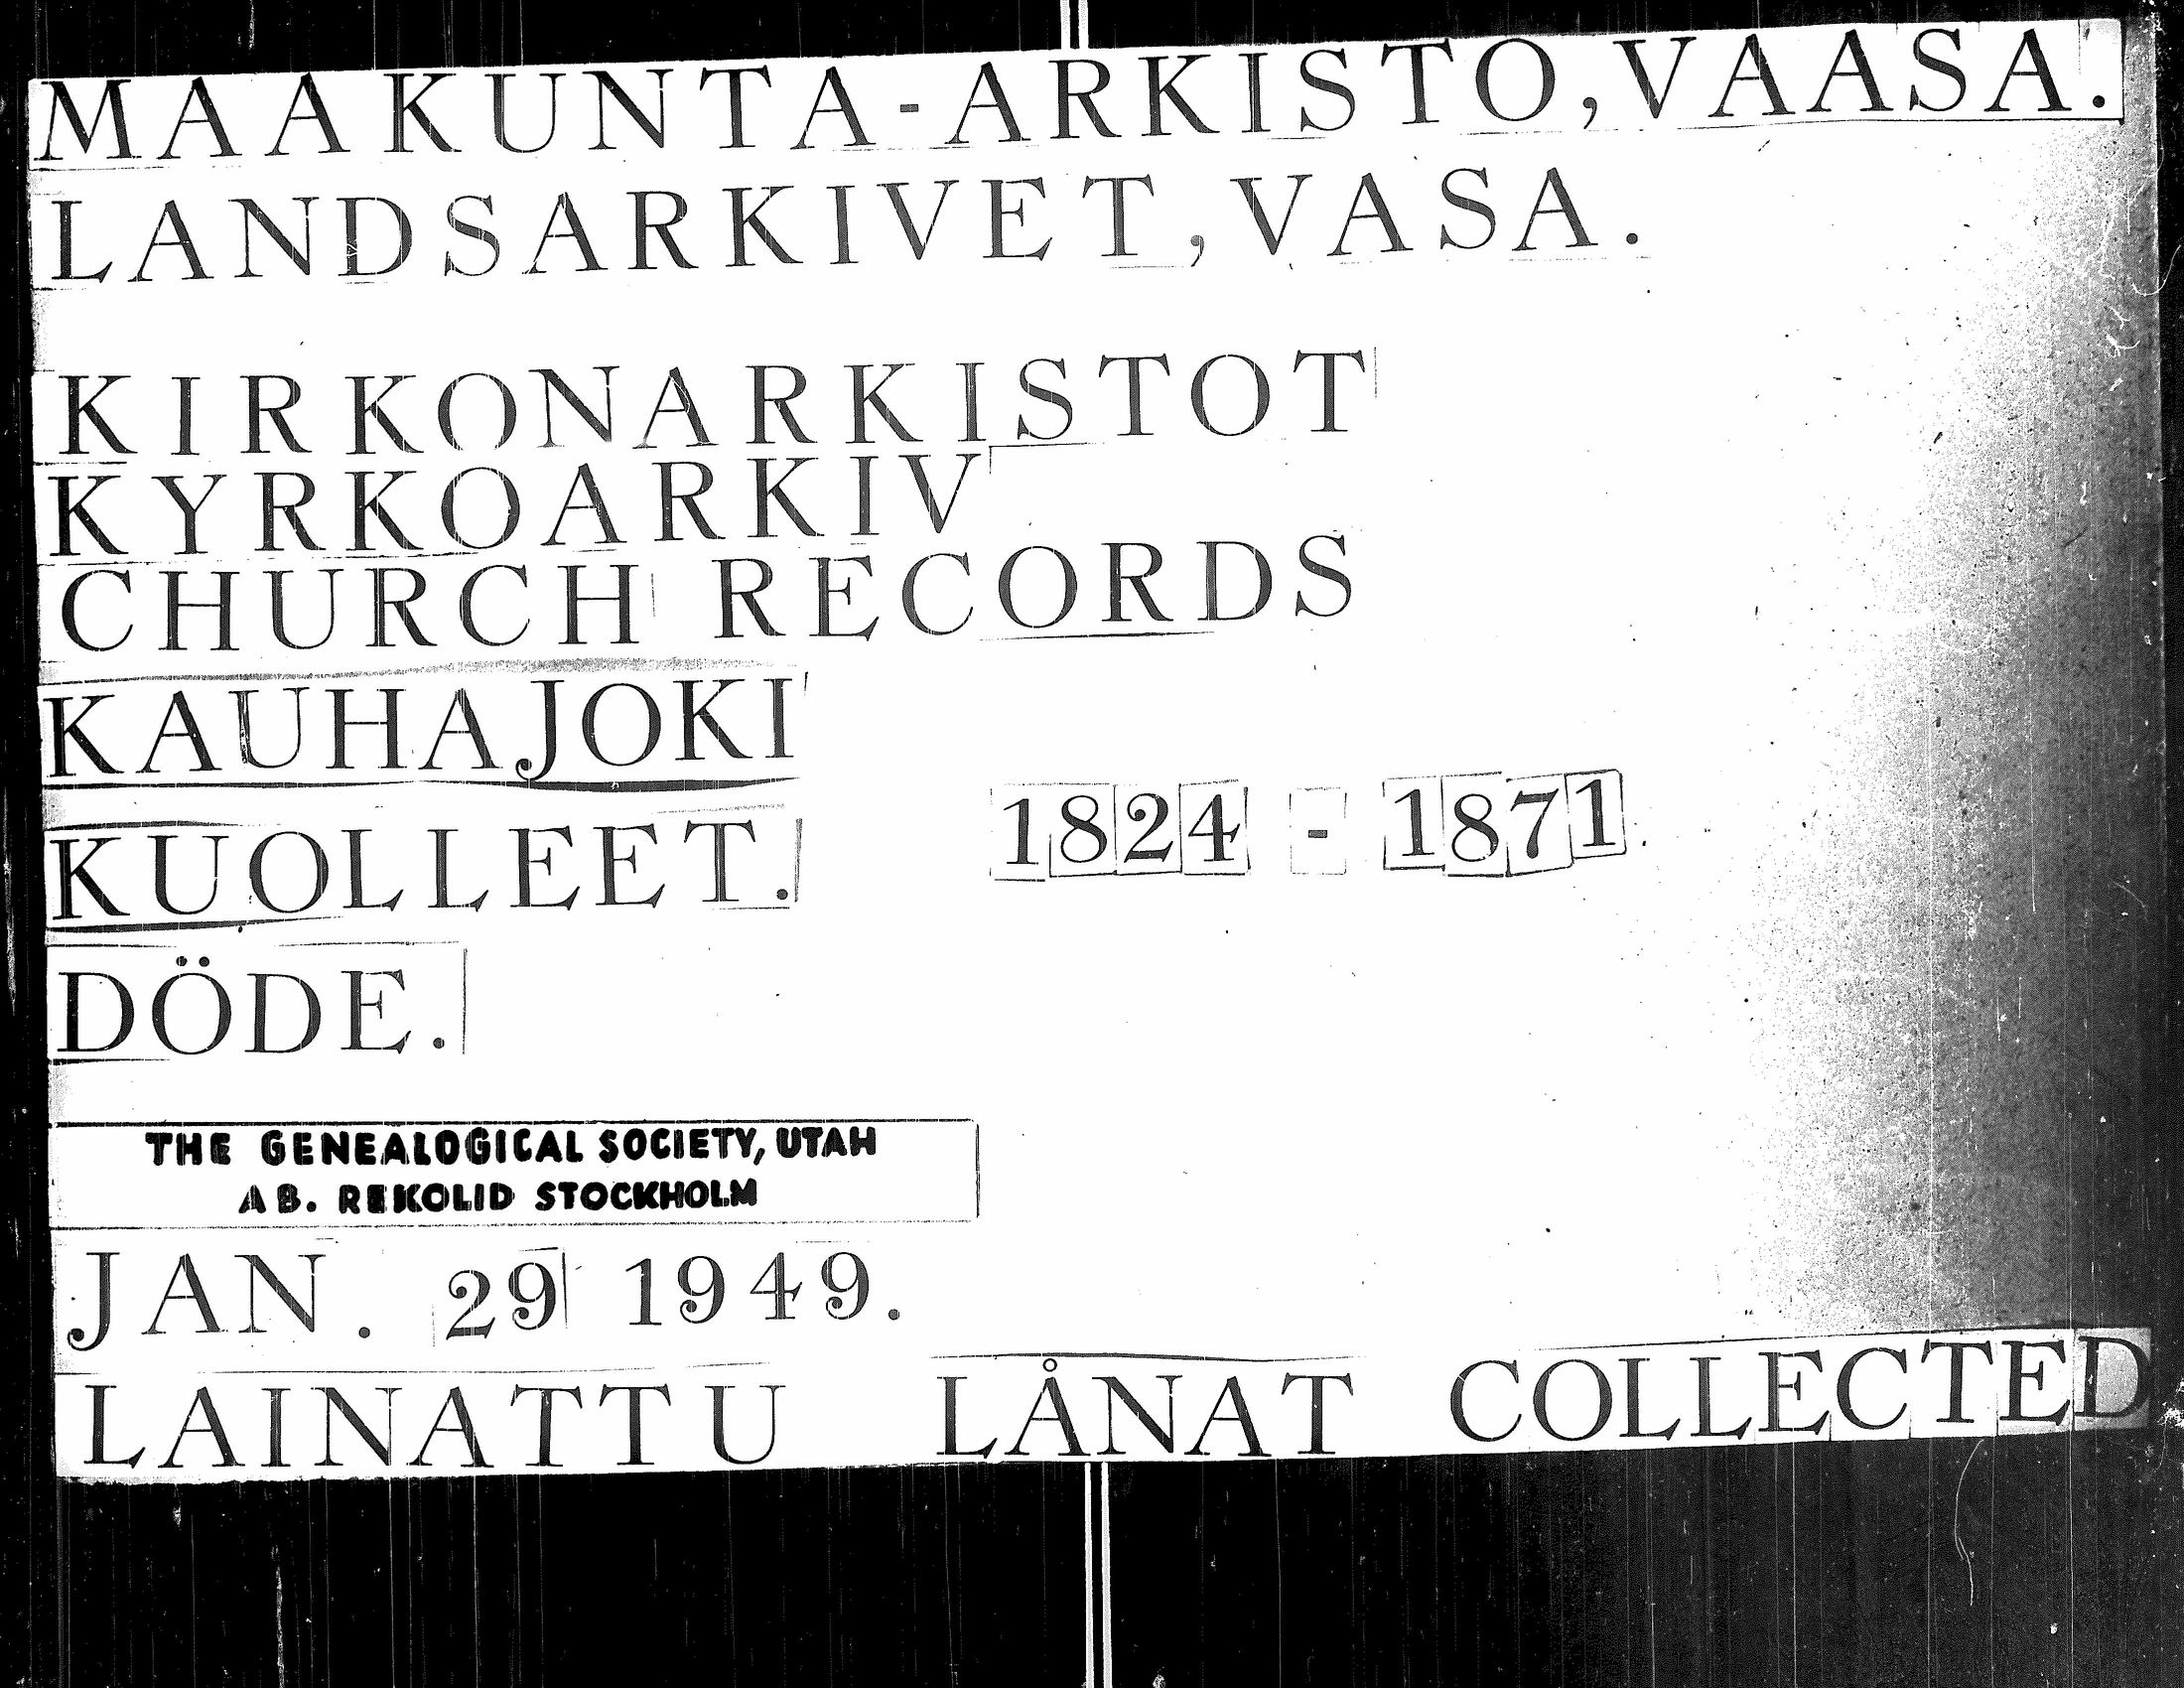 MAAKUNTA-ARKISTO, VAASA.
LANDSARKIVET, VASA.
KIRKONARKISTOT
KYRKOARKIV
CHURCH RECORDS
KAUHAJOKI
KUOLLEET. 1824 - 1871.
DÖDE.
THE GENEALOGICAL SOCIETY, UTAH
AB. REKOLID STOCKHOLM
JAN. 29 1949.
LAINATTU LÅNAT COLLECTED